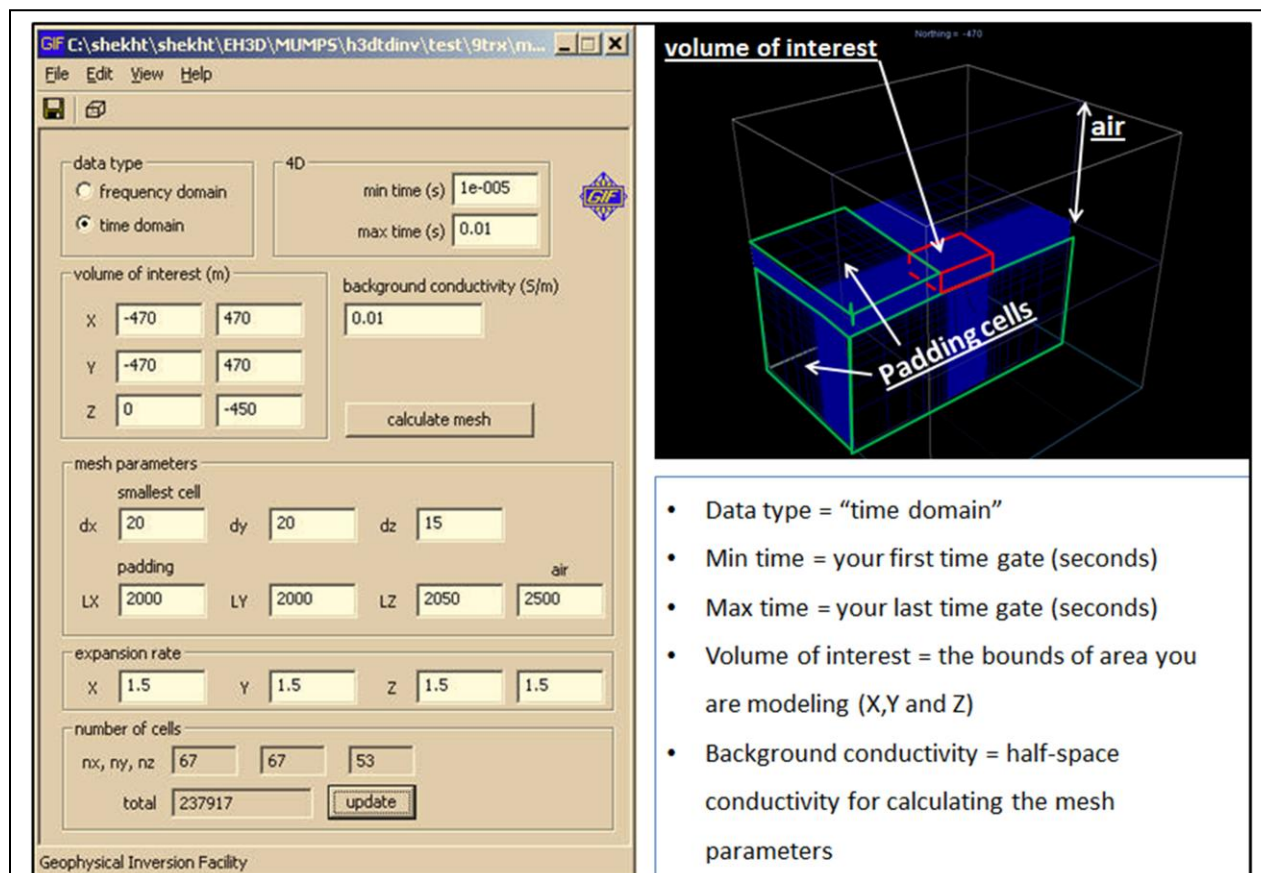 GIF C:\shekht\shekht\EH3D\MUMPS\h3dtdinv\test\9trx\m...
File Edit View Help
data type
frequency domain
time domain
4D
min time (s) 1e-005
max time (s) 0.01
GIF
volume of interest (m)
X -470 470
Y -470 470
Z 0 -450
background conductivity (S/m)
0.01
calculate mesh
mesh parameters
smallest cell
dx 20 dy 20 dz 15
padding air
LX 2000 LY 2000 LZ 2050 2500
expansion rate
X 1.5 Y 1.5 Z 1.5 1.5
number of cells
nx, ny, nz 67 67 53
total 237917 update
Geophysical Inversion Facility
Northing = -470
volume of interest
air
Padding cells
• Data type = “time domain”
• Min time = your first time gate (seconds)
• Max time = your last time gate (seconds)
• Volume of interest = the bounds of area you
are modeling (X,Y and Z)
• Background conductivity = half-space
conductivity for calculating the mesh
parameters